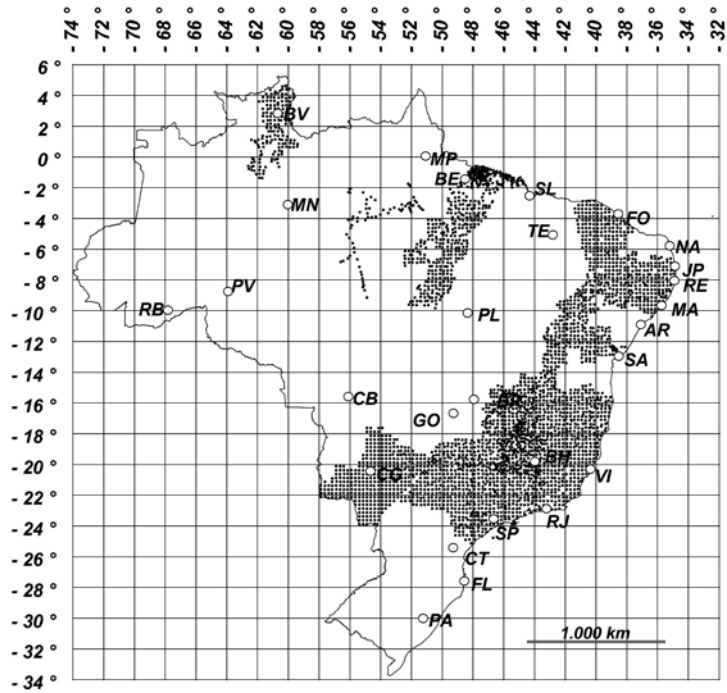 - 74 ° - 72 ° - 70 ° - 68 ° - 66 ° - 64 ° - 62 ° - 60 ° - 58 ° - 56 ° - 54 ° - 52 ° - 50 ° - 48 ° - 46 ° - 44 ° - 42 ° - 40 ° - 38 ° - 36 ° - 34 ° - 32 °
6 °
4 °
BV
2 °
0 °
MP
BE
- 2 °
SL
MN
- 4 °
FO
TE
NA
- 6 °
JP
- 8 °
PV
RE
RB
- 10 °
PL
MA
AR
- 12 °
SA
- 14 °
CB
- 16 °
BR
GO
- 18 °
BH
- 20 °
CG
VI
- 22 °
RJ
- 24 °
SP
CT
- 26 °
FL
- 28 °
- 30 °
PA
1.000 km
- 32 °
- 34 °